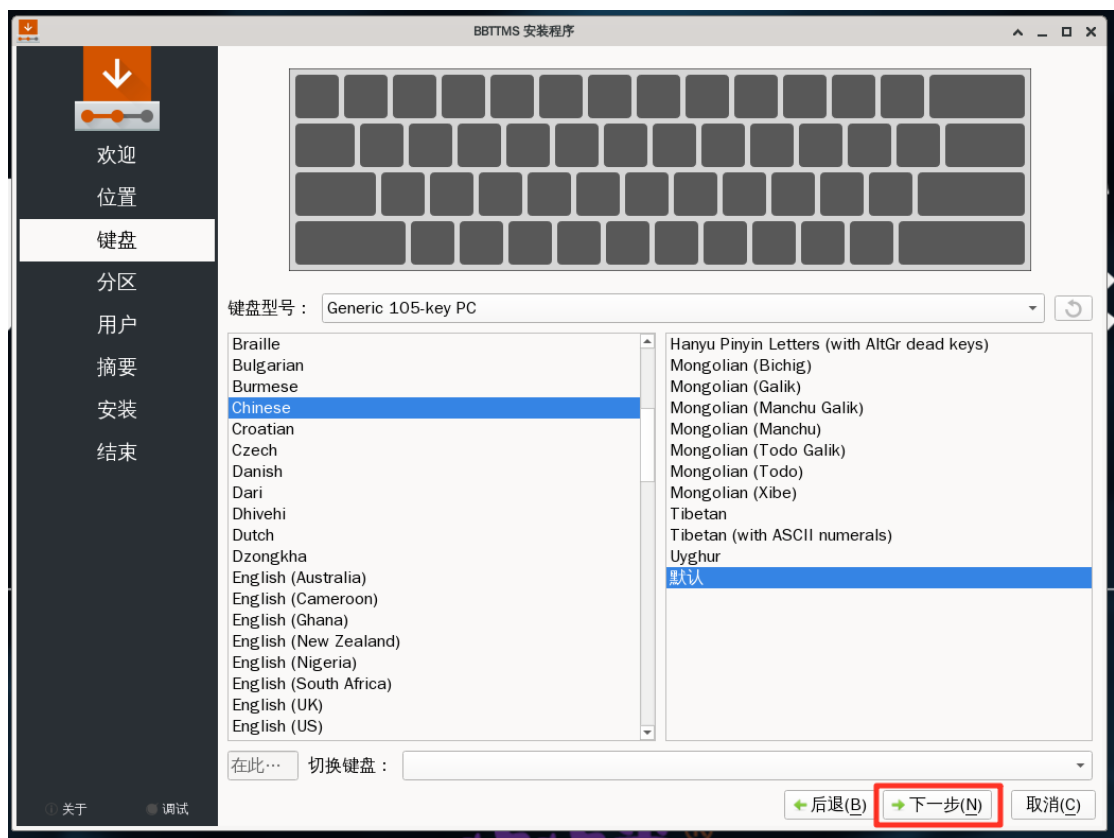 BBTTMS 安装程序
欢迎
位置
键盘
分区
用户
摘要
安装
结束
关于
调试
键盘型号：
Generic 105-key PC
Braille
Bulgarian
Burmese
Chinese
Croatian
Czech
Danish
Dari
Dhivehi
Dutch
Dzongkha
English (Australia)
English (Cameroon)
English (Ghana)
English (New Zealand)
English (Nigeria)
English (South Africa)
English (UK)
English (US)
Hanyu Pinyin Letters (with AltGr dead keys)
Mongolian (Bichig)
Mongolian (Galik)
Mongolian (Manchu Galik)
Mongolian (Manchu)
Mongolian (Todo Galik)
Mongolian (Todo)
Mongolian (Xibe)
Tibetan
Tibetan (with ASCII numerals)
Uyghur
默认
在此…
切换键盘：
后退(B)
下一步(N)
取消(C)